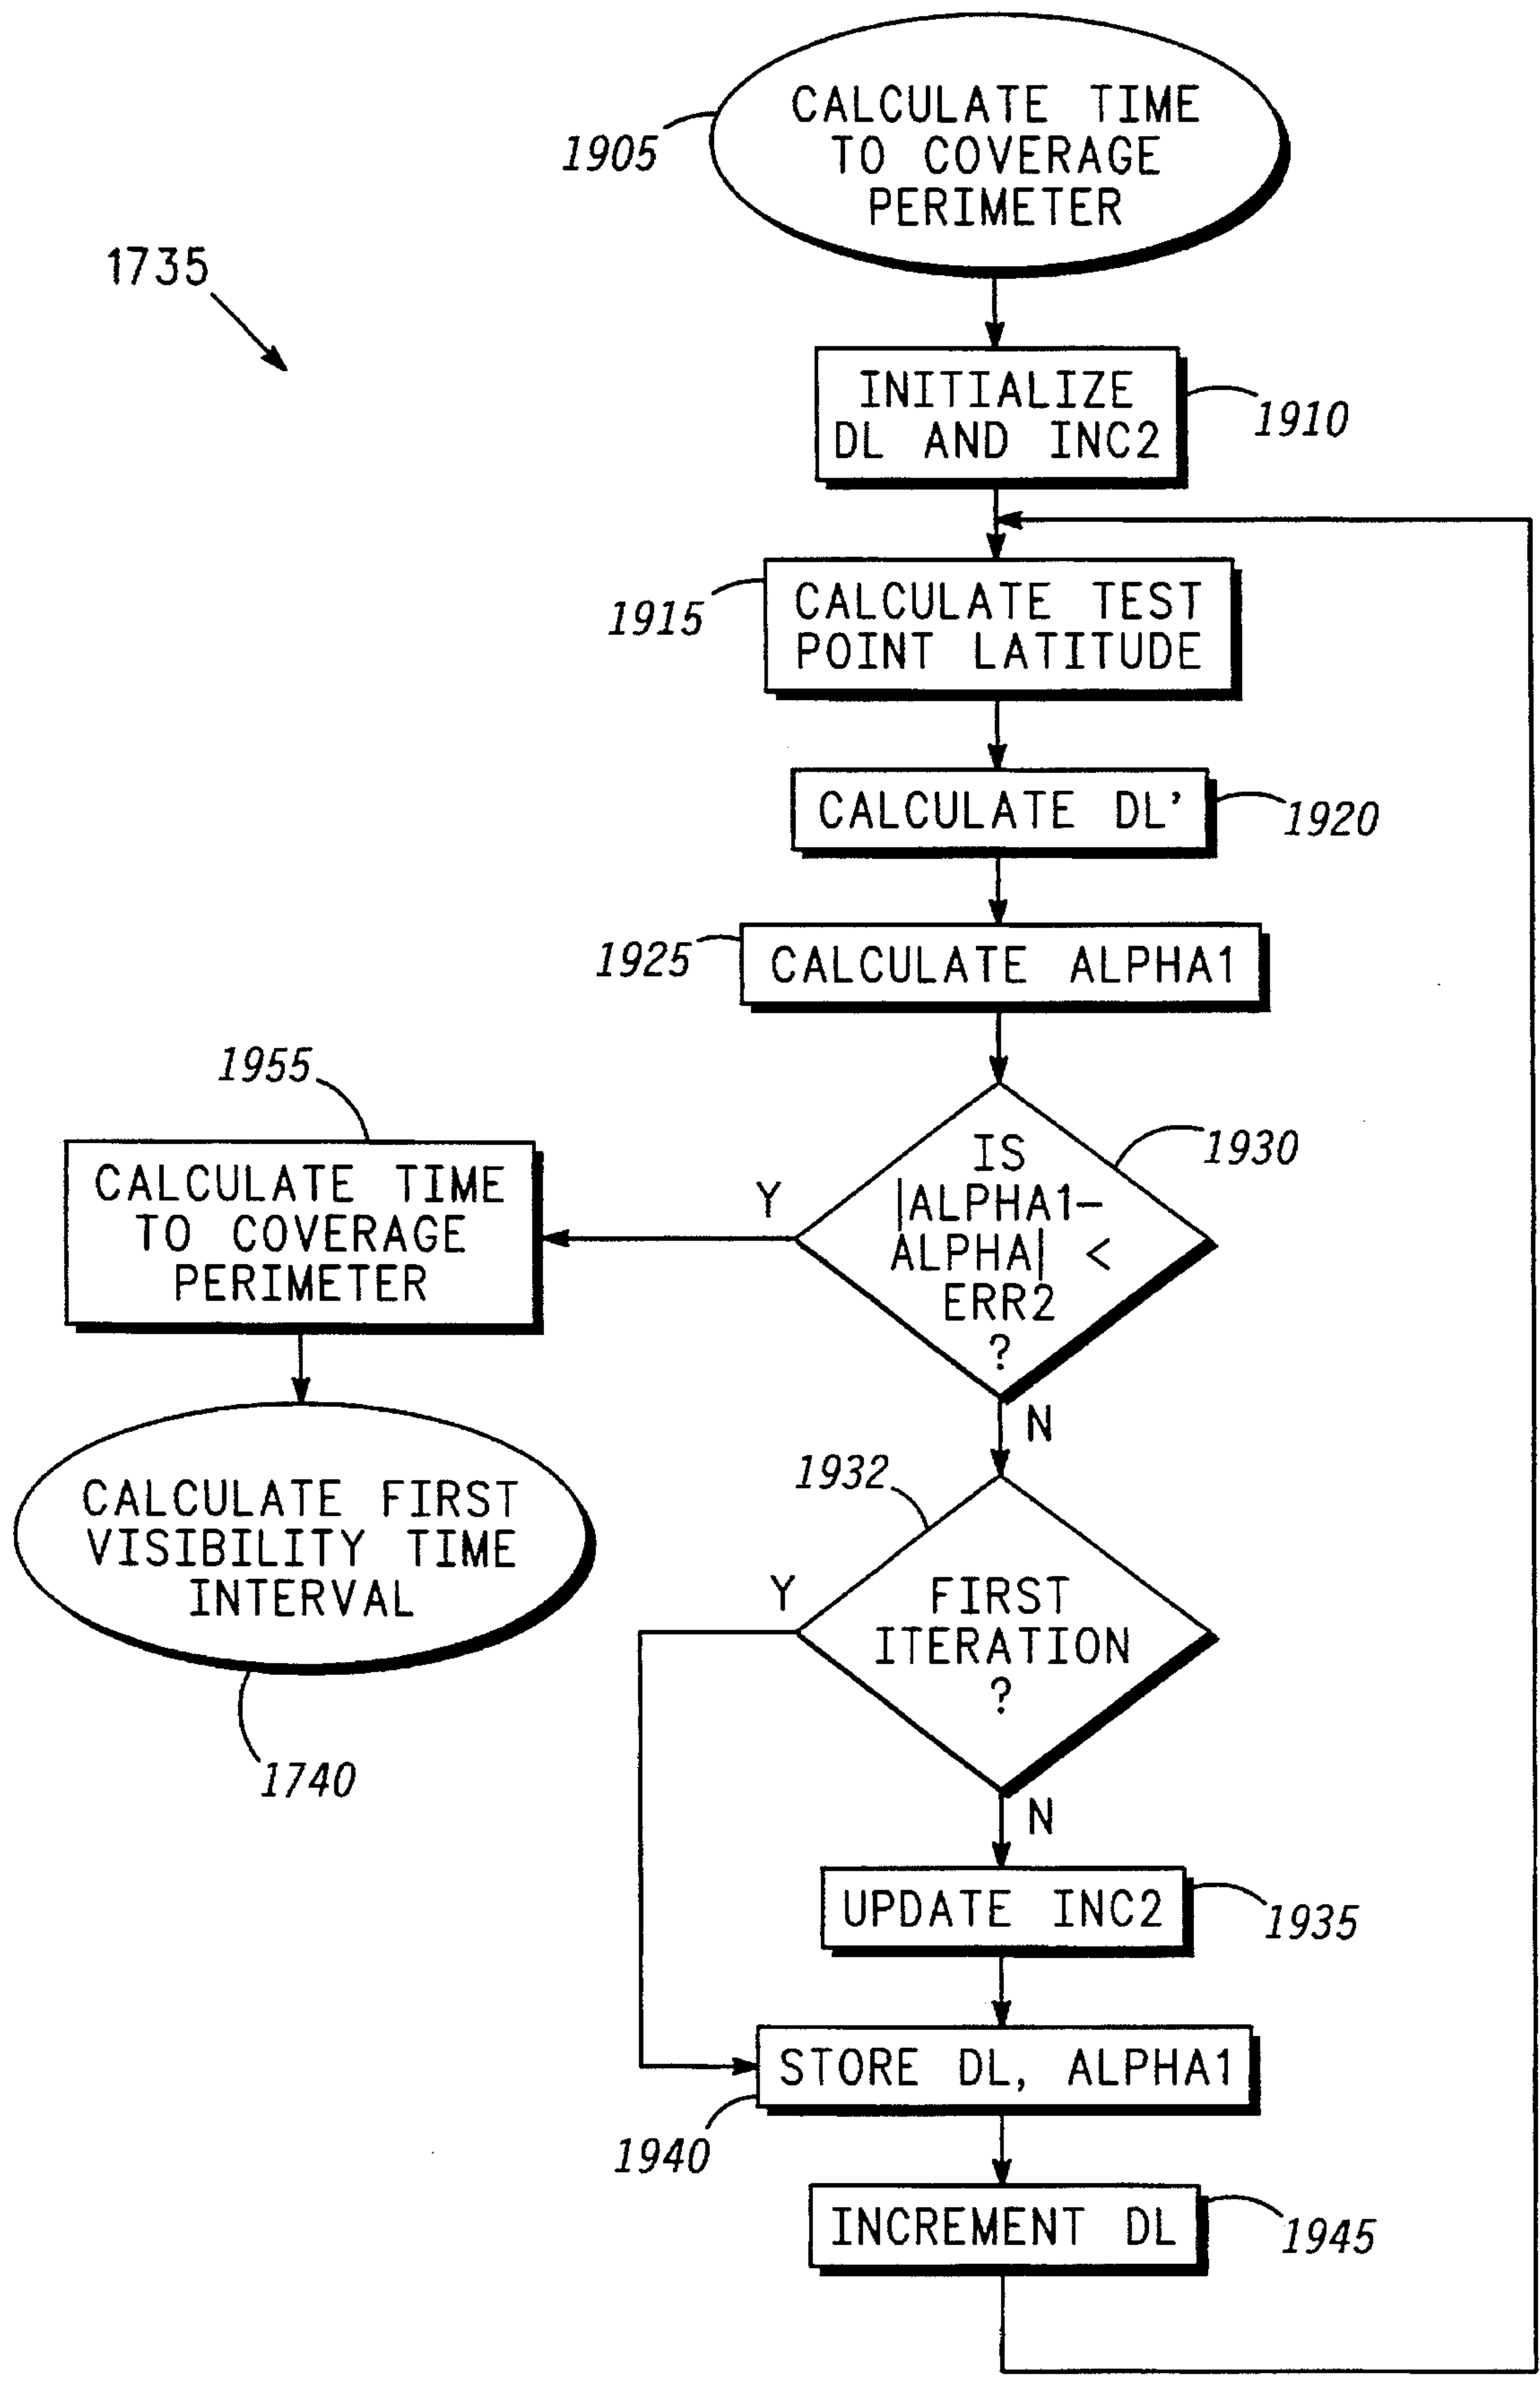 CALCULATE TIME
TO COVERAGE
PERIMETER
1905
1735
INITIALIZE
DL AND INC2
1910
CALCULATE TEST
POINT LATITUDE
1915
CALCULATE DL’
1920
CALCULATE ALPHA1
1925
IS
|ALPHA1–
ALPHA| <
ERR2
?
1930
Y
N
CALCULATE TIME
TO COVERAGE
PERIMETER
1955
CALCULATE FIRST
VISIBILITY TIME
INTERVAL
1740
FIRST
ITERATION
?
1932
Y
N
UPDATE INC2
1935
STORE DL, ALPHA1
1940
INCREMENT DL
1945